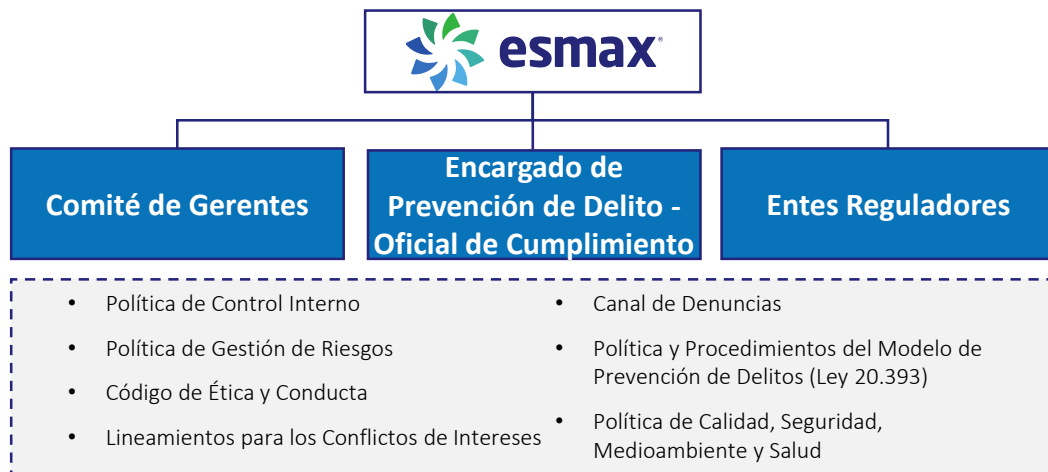 esmax
Comité de Gerentes
Encargado de
Prevención de Delito -
Oficial de Cumplimiento
Entes Reguladores
• Política de Control Interno
• Política de Gestión de Riesgos
• Código de Ética y Conducta
• Lineamientos para los Conflictos de Intereses
• Canal de Denuncias
• Política y Procedimientos del Modelo de
Prevención de Delitos (Ley 20.393)
• Política de Calidad, Seguridad,
Medioambiente y Salud